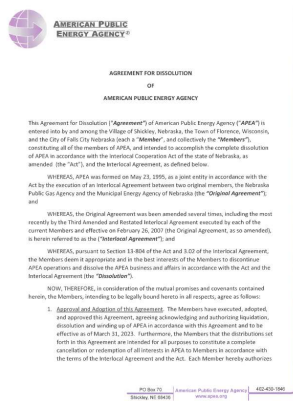 AMERICAN PUBLIC
ENERGY AGENCY®
AGREEMENT FOR DISSOLUTION
OF
AMERICAN PUBLIC ENERGY AGENCY
This Agreement for Dissolution ("Agreement") of American Public Energy Agency ("APEA") is
entered into by and among the Village of Shickley, Nebraska, the Town of Florence, Wisconsin,
and the City of Falls City Nebraska (each a "Member", and collectively the "Members"),
constituting all of the members of APEA, and intended to accomplish the complete dissolution
of APEA in accordance with the Interlocal Cooperation Act of the state of Nebraska, as
amended (the "Act"), and the Interlocal Agreement, as defined below.
WHEREAS, APEA was formed on May 23, 1995, as a joint entity in accordance with the
Act by the execution of an Interlocal Agreement between two original members, the Nebraska
Public Gas Agency and the Municipal Energy Agency of Nebraska (the "Original Agreement");
and
WHEREAS, the Original Agreement has been amended several times, including the most
recently by the Third Amended and Restated Interlocal Agreement executed by each of the
current Members and effective on February 26, 2007 (the Original Agreement, as so amended),
is herein referred to as the ("Interlocal Agreement"); and
WHEREAS, pursuant to Section 13-804 of the Act and 3.02 of the Interlocal Agreement,
the Members deem it appropriate and in the best interests of the Members to discontinue
APEA operations and dissolve the APEA business and affairs in accordance with the Act and the
Interlocal Agreement (the "Dissolution").
NOW, THEREFORE, in consideration of the mutual promises and covenants contained
herein, the Members, intending to be legally bound hereto in all respects, agree as follows:
1. Approval and Adoption of this Agreement. The Members have executed, adopted,
and approved this Agreement, agreeing acknowledging and authorizing liquidation,
dissolution and winding up of APEA in accordance with this Agreement and to be
effective as of March 31, 2023. Furthermore, the Members that the distributions set
forth in this Agreement are intended for all purposes to constitute a complete
cancellation or redemption of all interests in APEA to Members in accordance with
the terms of the Interlocal Agreement and the Act. Each Member hereby authorizes
PO Box 70
Shickley, NE 68436
American Public Energy Agency
www.apea.org
402-430-1646